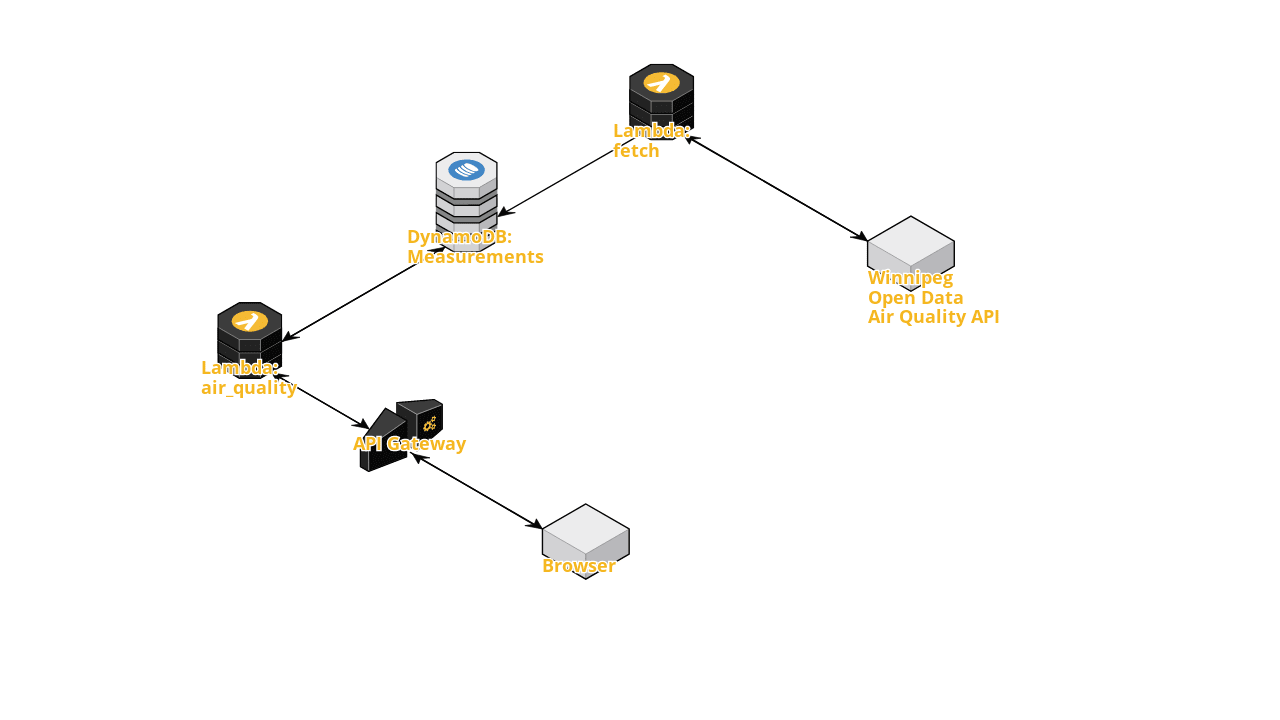 Lambda:
fetch
DynamoDB:
Measurements
Winnipeg
Open Data
Air Quality API
Lambda:
air_quality
API Gateway
Browser